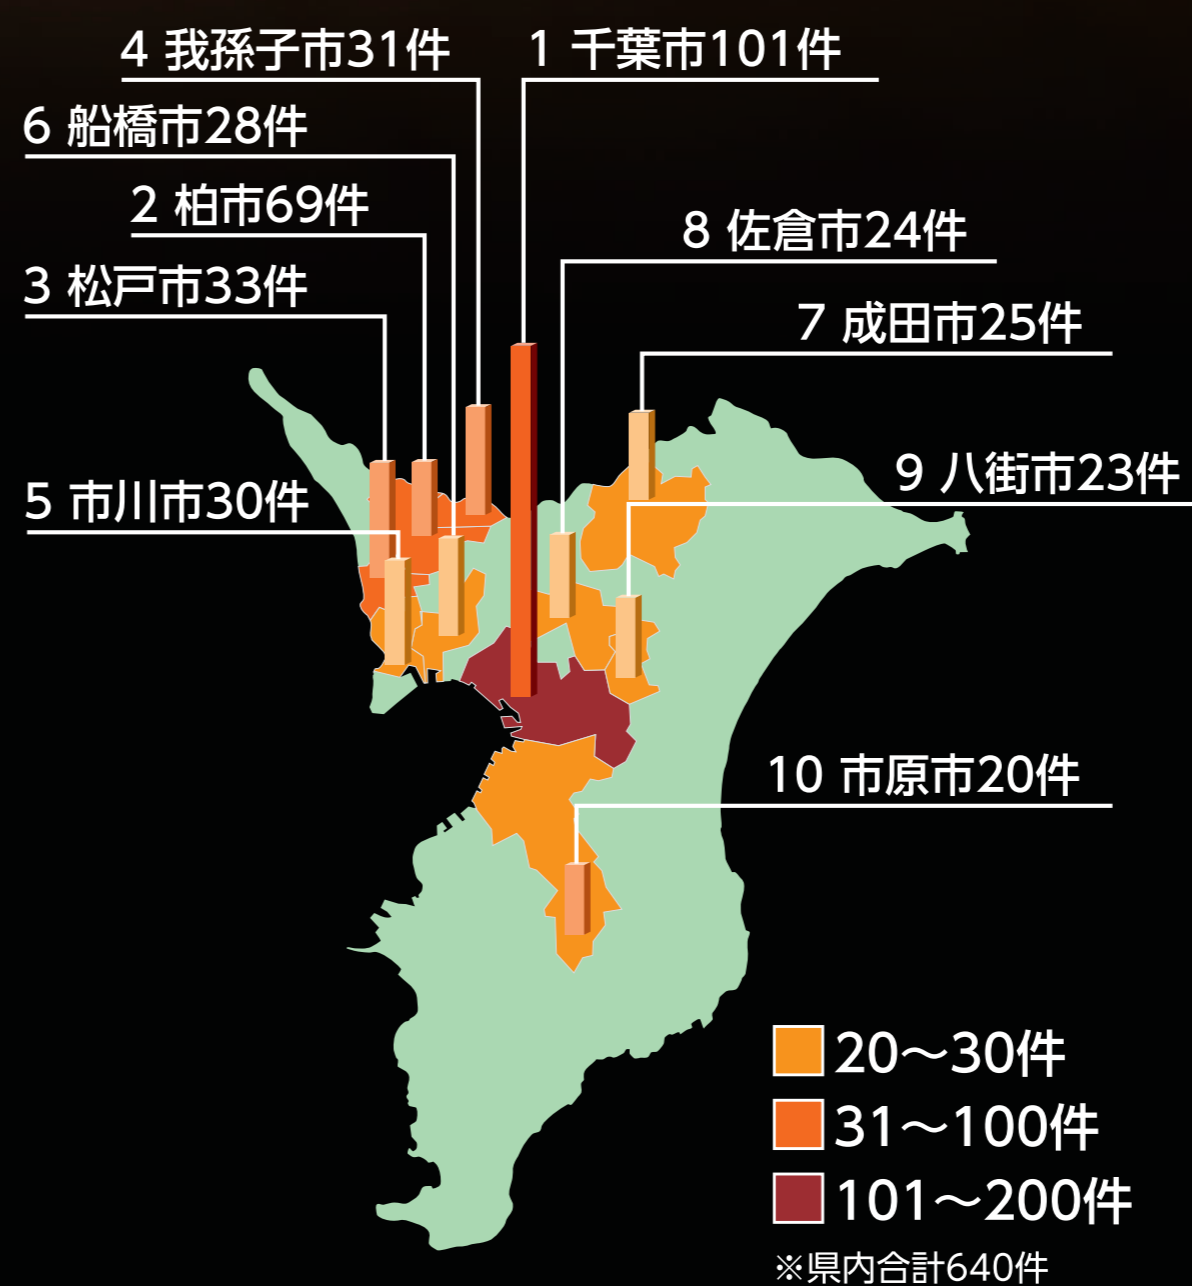 4 我孫子市31件
1 千葉市101件
6 船橋市28件
2 柏市69件
8 佐倉市24件
3 松戸市33件
7 成田市25件
9 八街市23件
5 市川市30件
10 市原市20件
20～30件
31～100件
101～200件
※県内合計640件